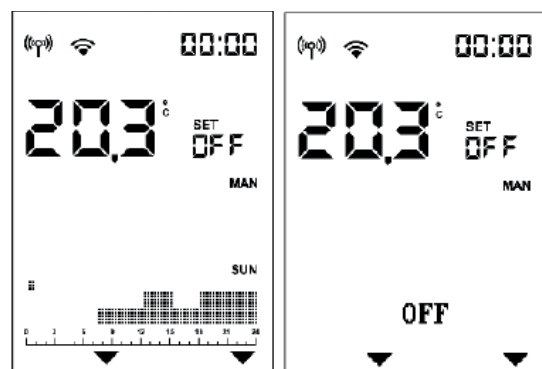 00:00
20.3 °C
SET
OFF
MAN
SUN
0 3 6 9 12 15 18 21 24
00:00
20.3 °C
SET
OFF
MAN
OFF